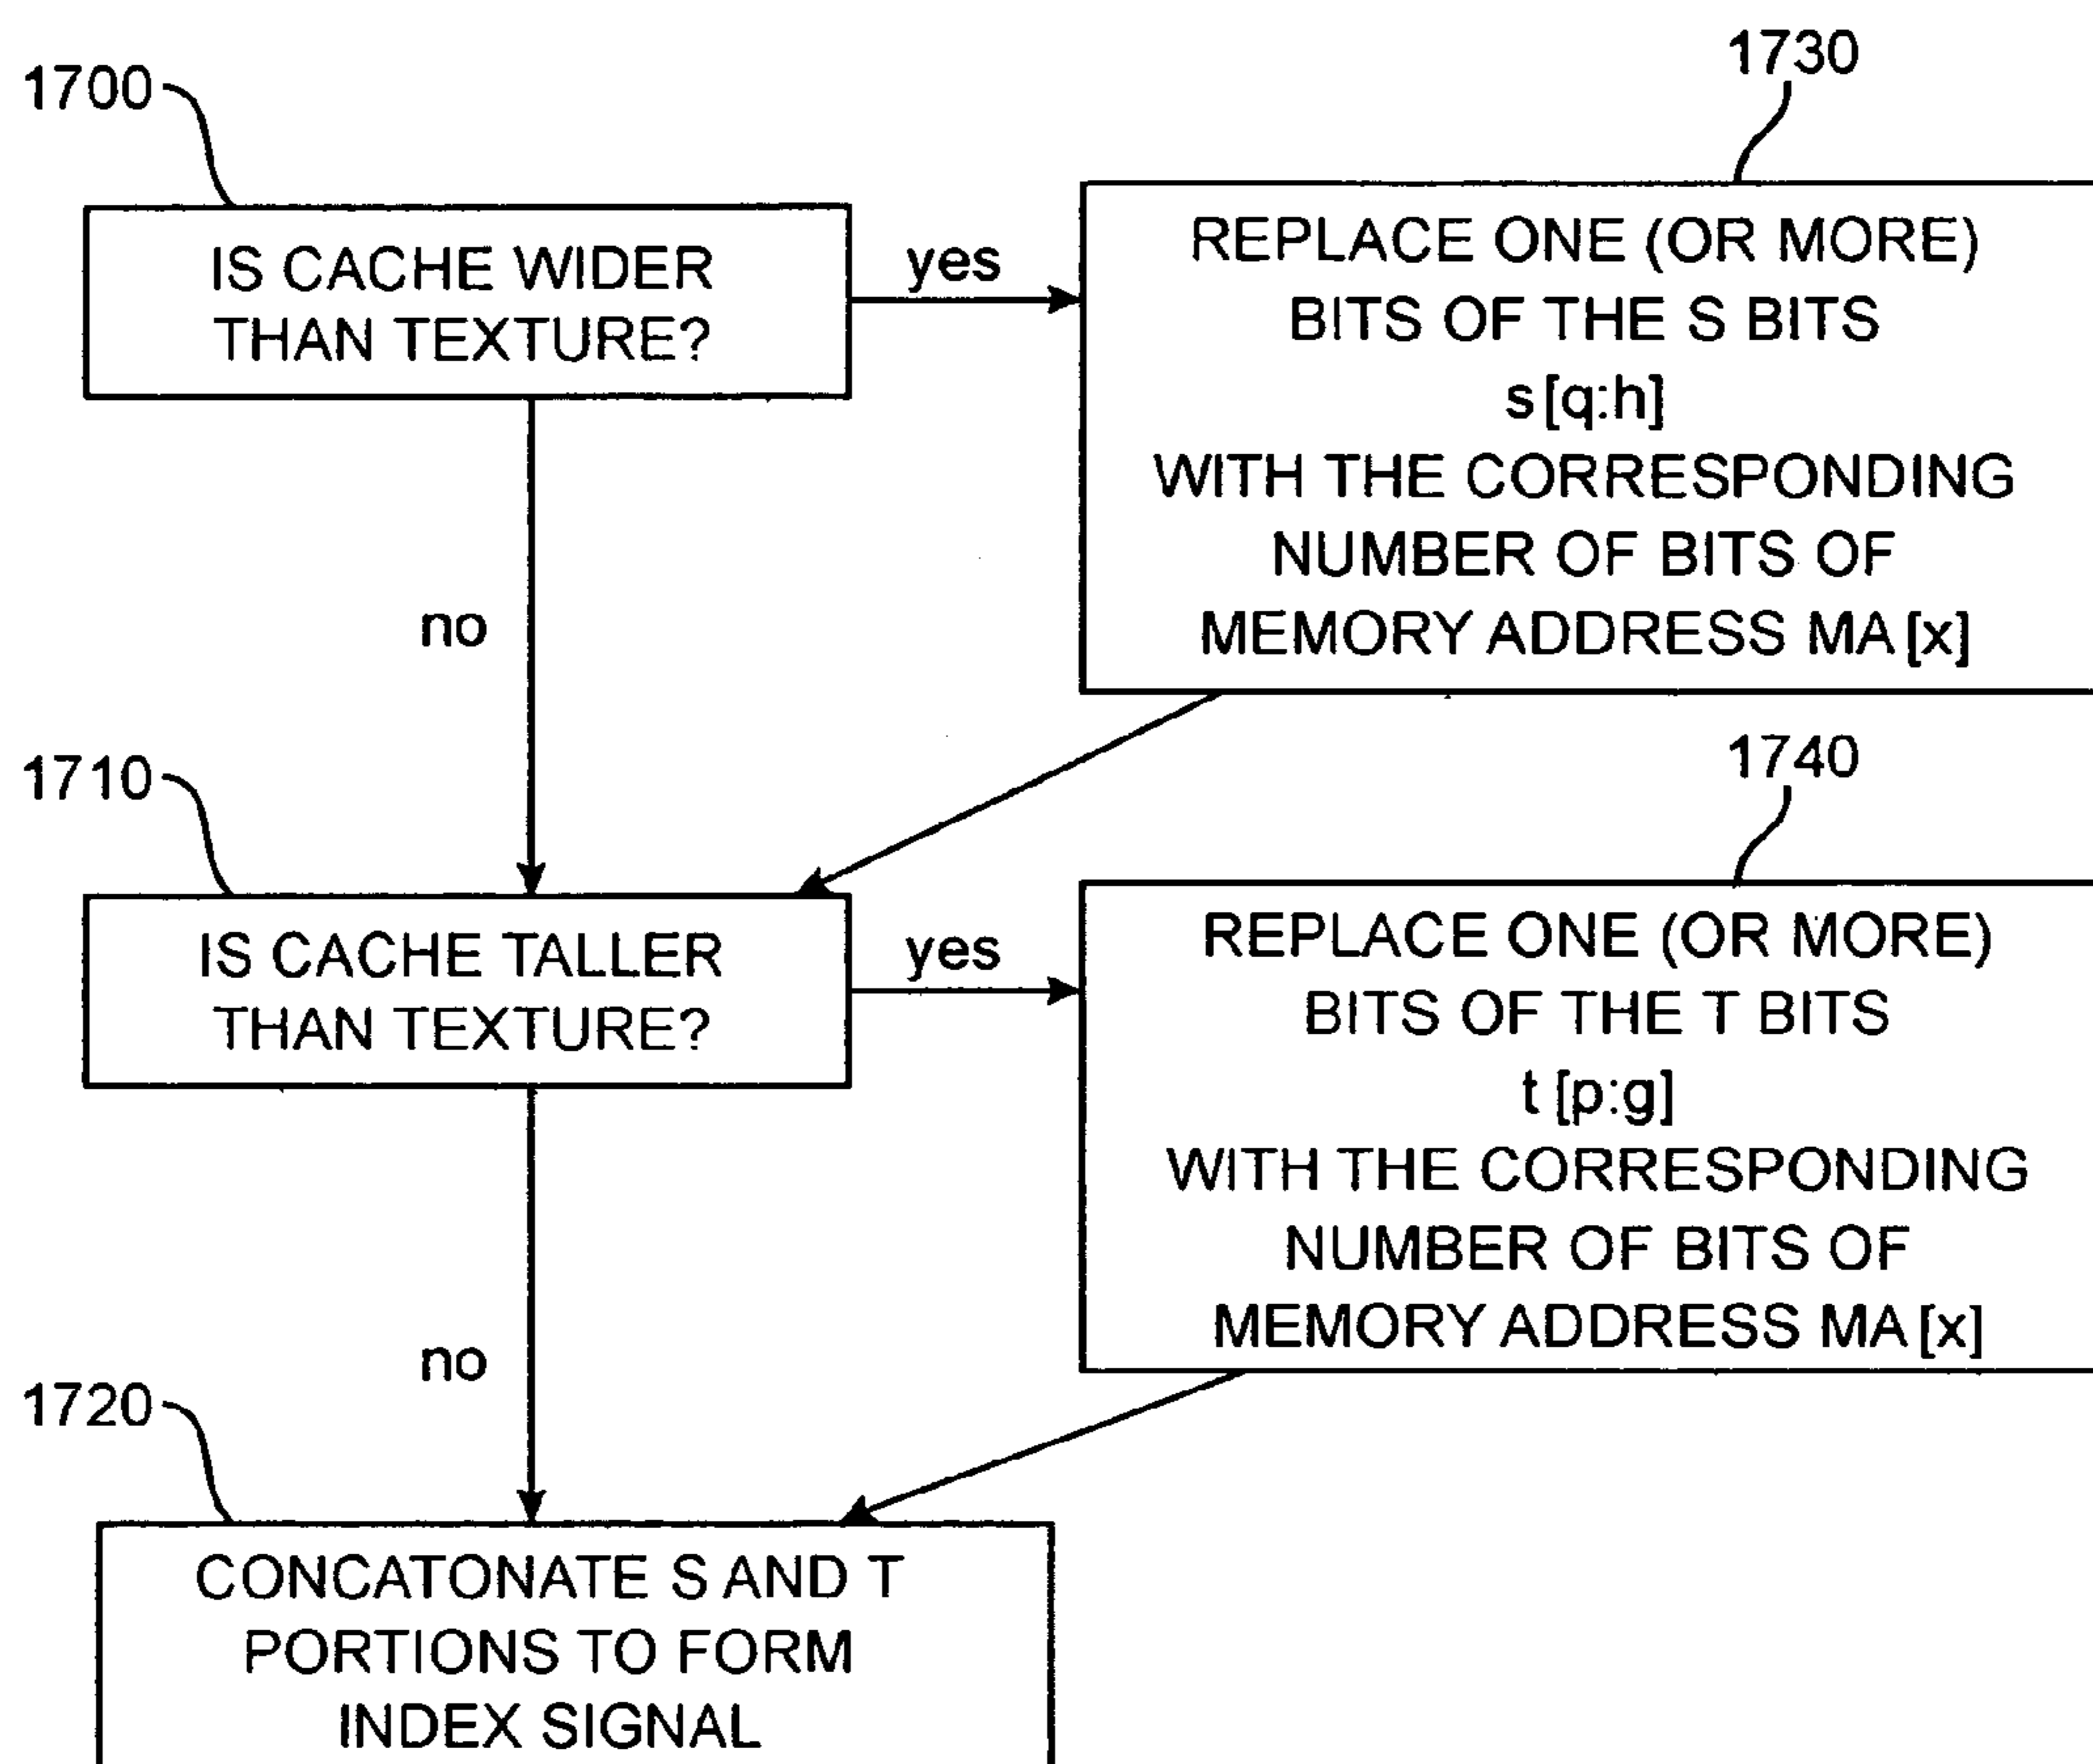 1700
IS CACHE WIDER
THAN TEXTURE?
yes
1730
REPLACE ONE (OR MORE)
BITS OF THE S BITS
s[q:h]
WITH THE CORRESPONDING
NUMBER OF BITS OF
MEMORY ADDRESS MA[x]
no
1710
IS CACHE TALLER
THAN TEXTURE?
yes
1740
REPLACE ONE (OR MORE)
BITS OF THE T BITS
t[p:g]
WITH THE CORRESPONDING
NUMBER OF BITS OF
MEMORY ADDRESS MA[x]
no
1720
CONCATONATE S AND T
PORTIONS TO FORM
INDEX SIGNAL